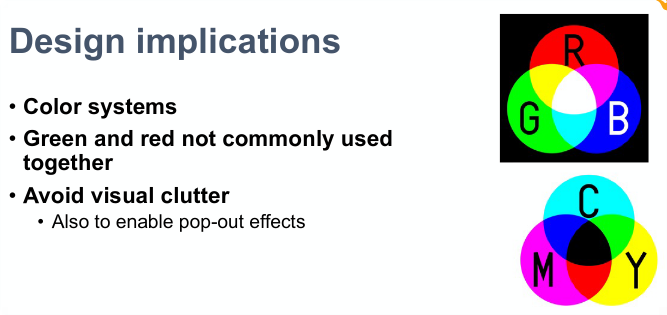 Design implications
• Color systems
• Green and red not commonly used
together
• Avoid visual clutter
• Also to enable pop-out effects
R
G B
C
M Y